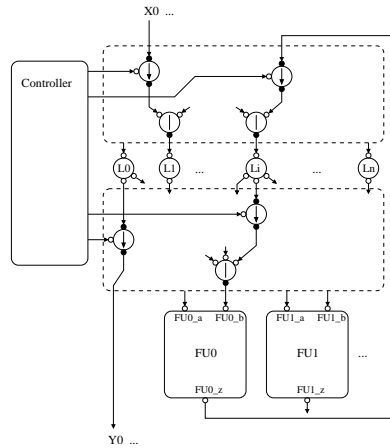 X0 ...
Controller
L0 L1 ... Li ... Ln
FU0_a FU0_b FU1_a FU1_b
FU0 FU1 ...
FU0_z FU1_z
Y0 ...